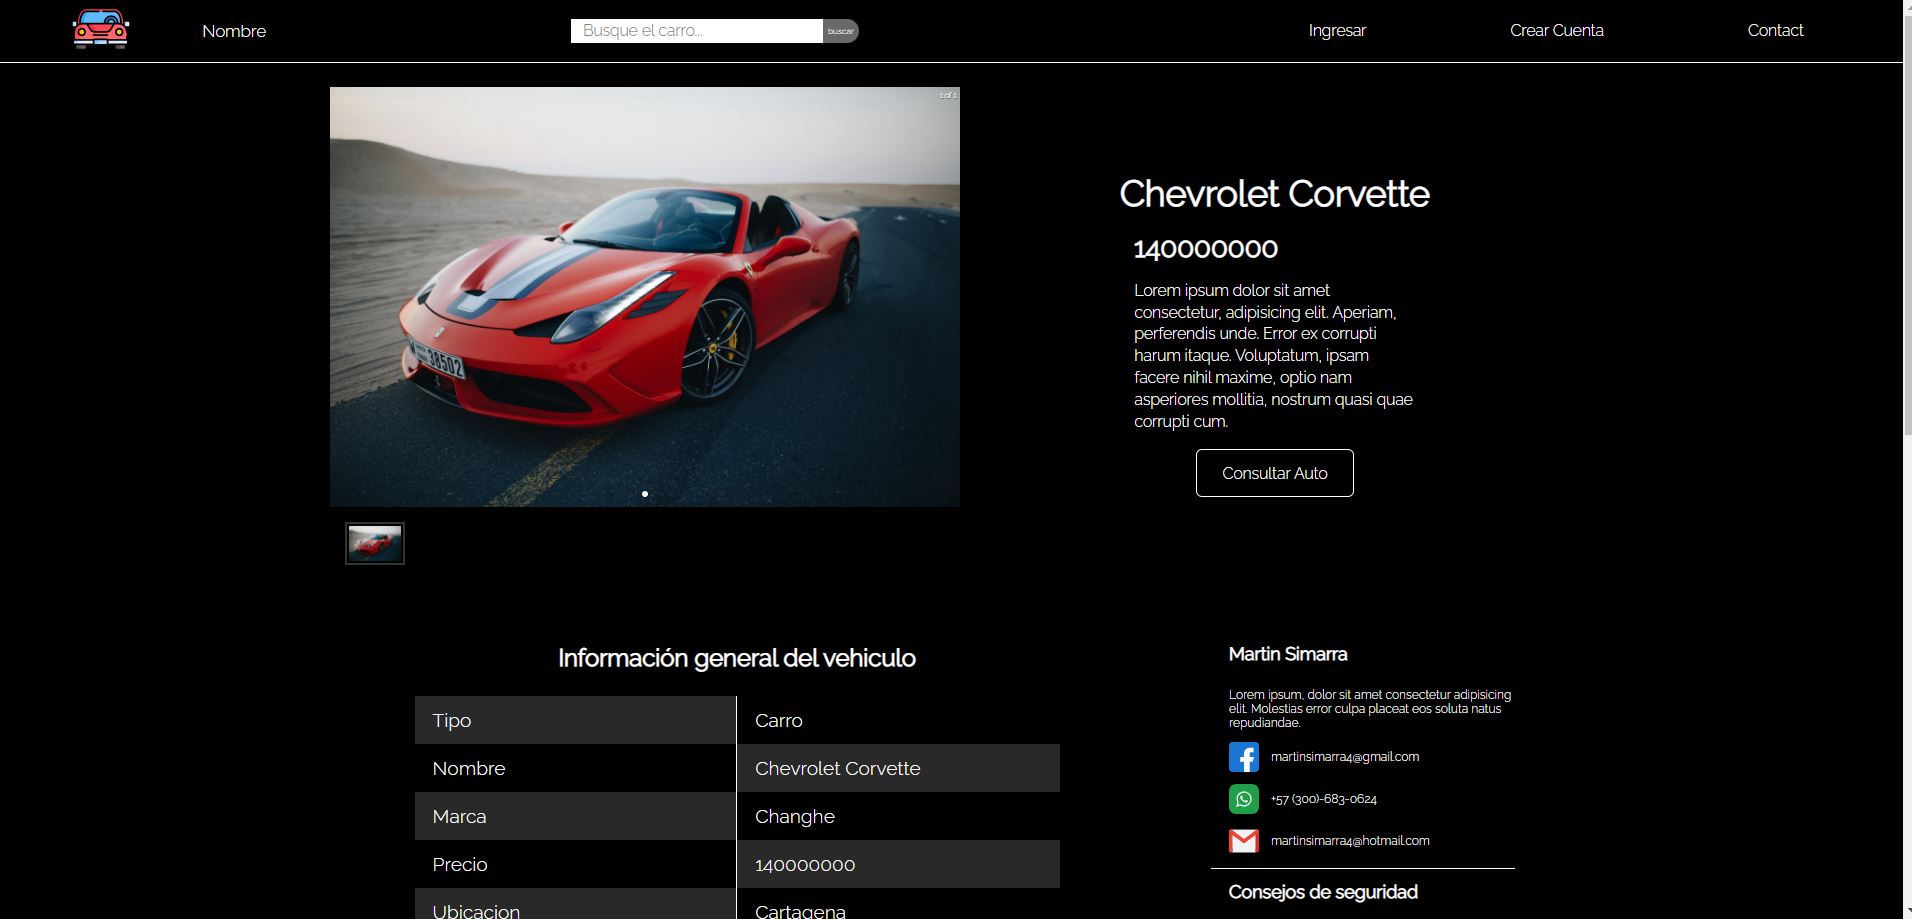 Nombre
Busque el carro...
buscar
Ingresar
Crear Cuenta
Contact
1 of 1
38502
Chevrolet Corvette
140000000
Lorem ipsum dolor sit amet
consectetur, adipisicing elit. Aperiam,
perferendis unde. Error ex corrupti
harum itaque. Voluptatum, ipsam
facere nihil maxime, optio nam
asperiores mollitia, nostrum quasi quae
corrupti cum.
Consultar Auto
Información general del vehiculo
Tipo
Carro
Nombre
Chevrolet Corvette
Marca
Changhe
Precio
140000000
Ubicacion
Cartagena
Martin Simarra
Lorem ipsum, dolor sit amet consectetur adipisicing
elit. Molestias error culpa placeat eos soluta natus
repudiandae.
martinsimarra4@gmail.com
+57 (300)-683-0624
martinsimarra4@hotmail.com
Consejos de seguridad